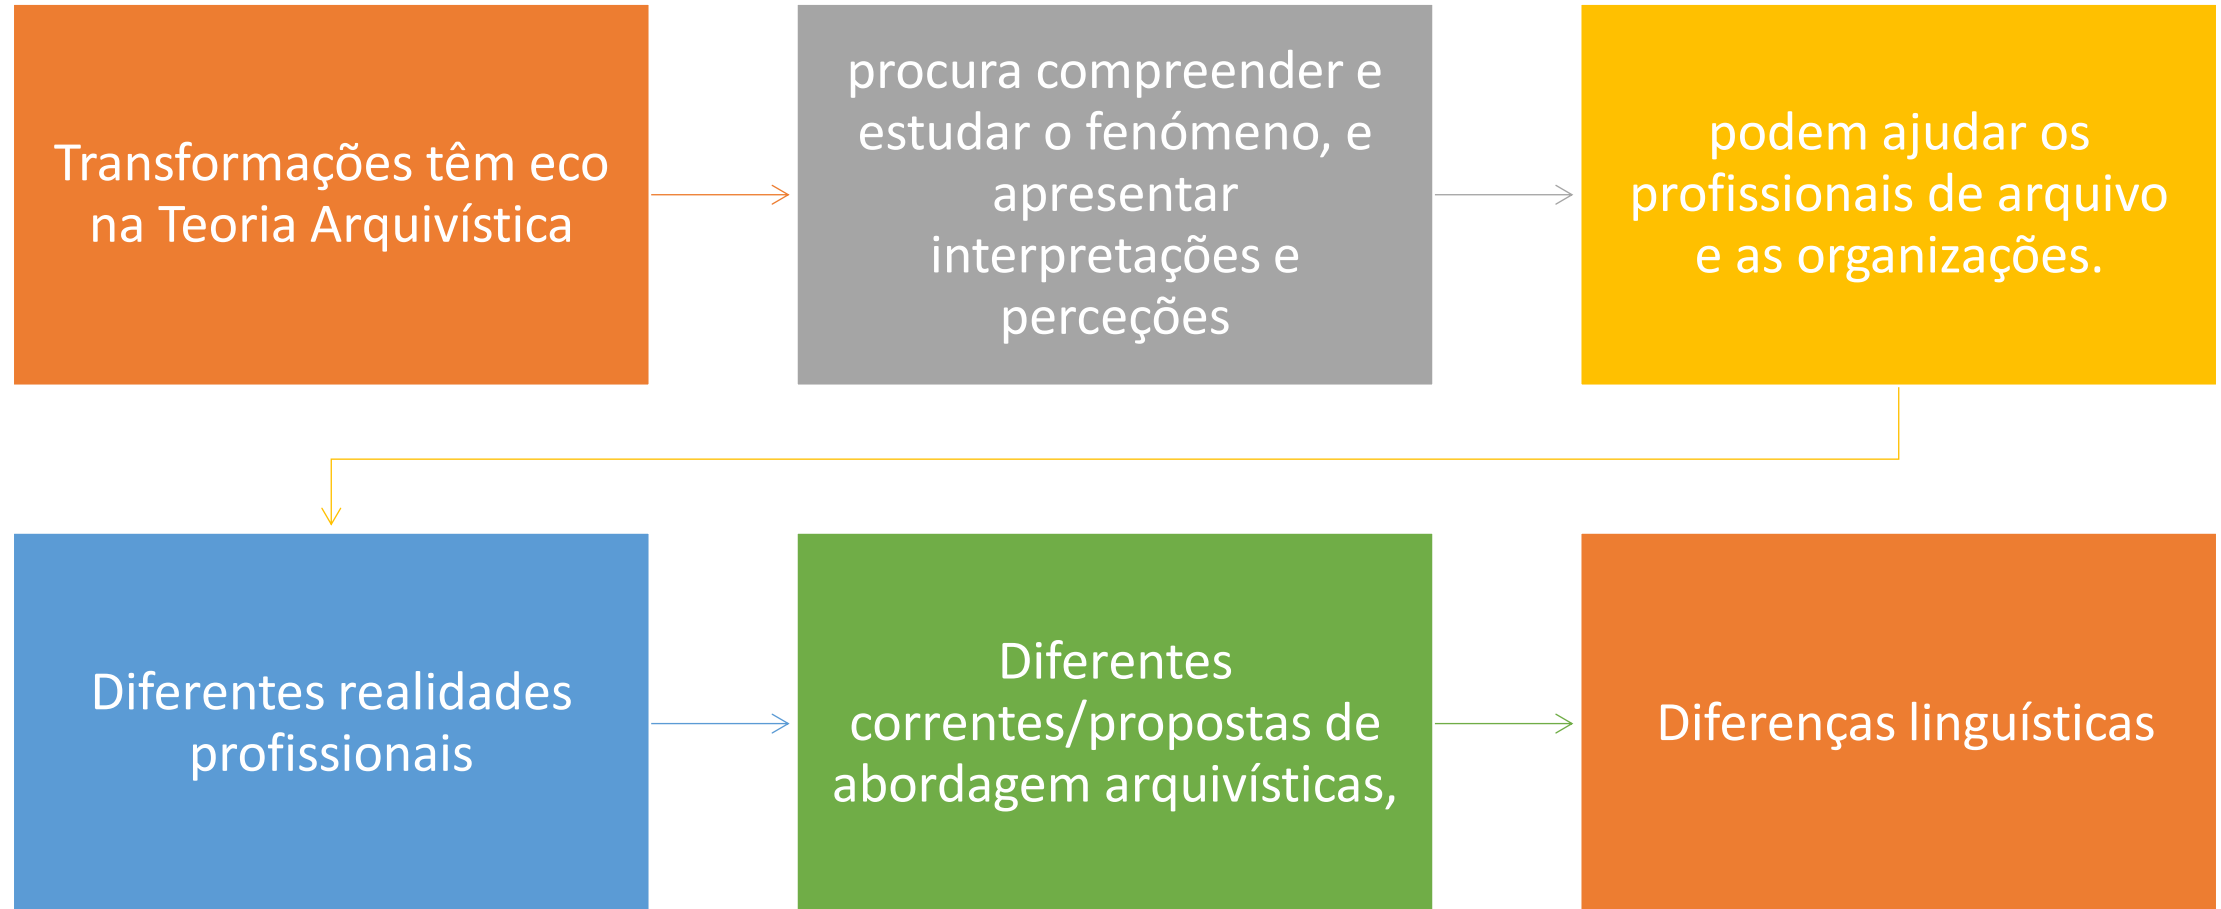 Transformações têm eco
na Teoria Arquivística
procura compreender e
estudar o fenómeno, e
apresentar
interpretações e
perceções
podem ajudar os
profissionais de arquivo
e as organizações.
Diferentes realidades
profissionais
Diferentes
correntes/propostas de
abordagem arquivísticas,
Diferenças linguísticas